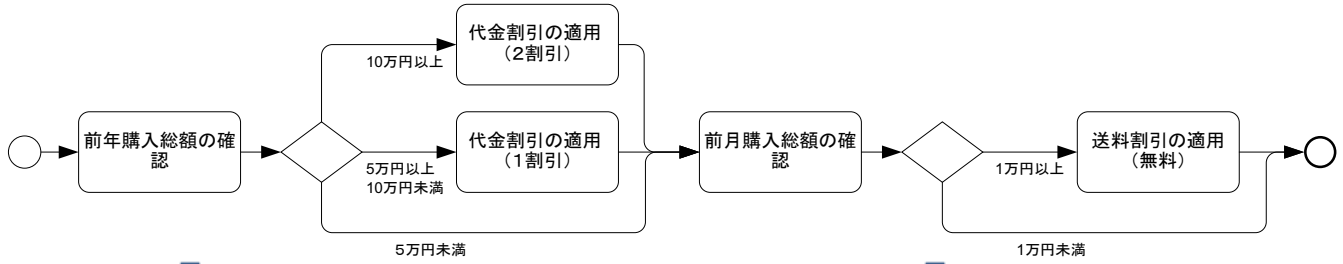 前年購入総額の確
認
10万円以上
代金割引の適用
（2割引）
5万円以上
10万円未満
代金割引の適用
（1割引）
５万円未満
前月購入総額の確
認
1万円以上
送料割引の適用
（無料）
1万円未満